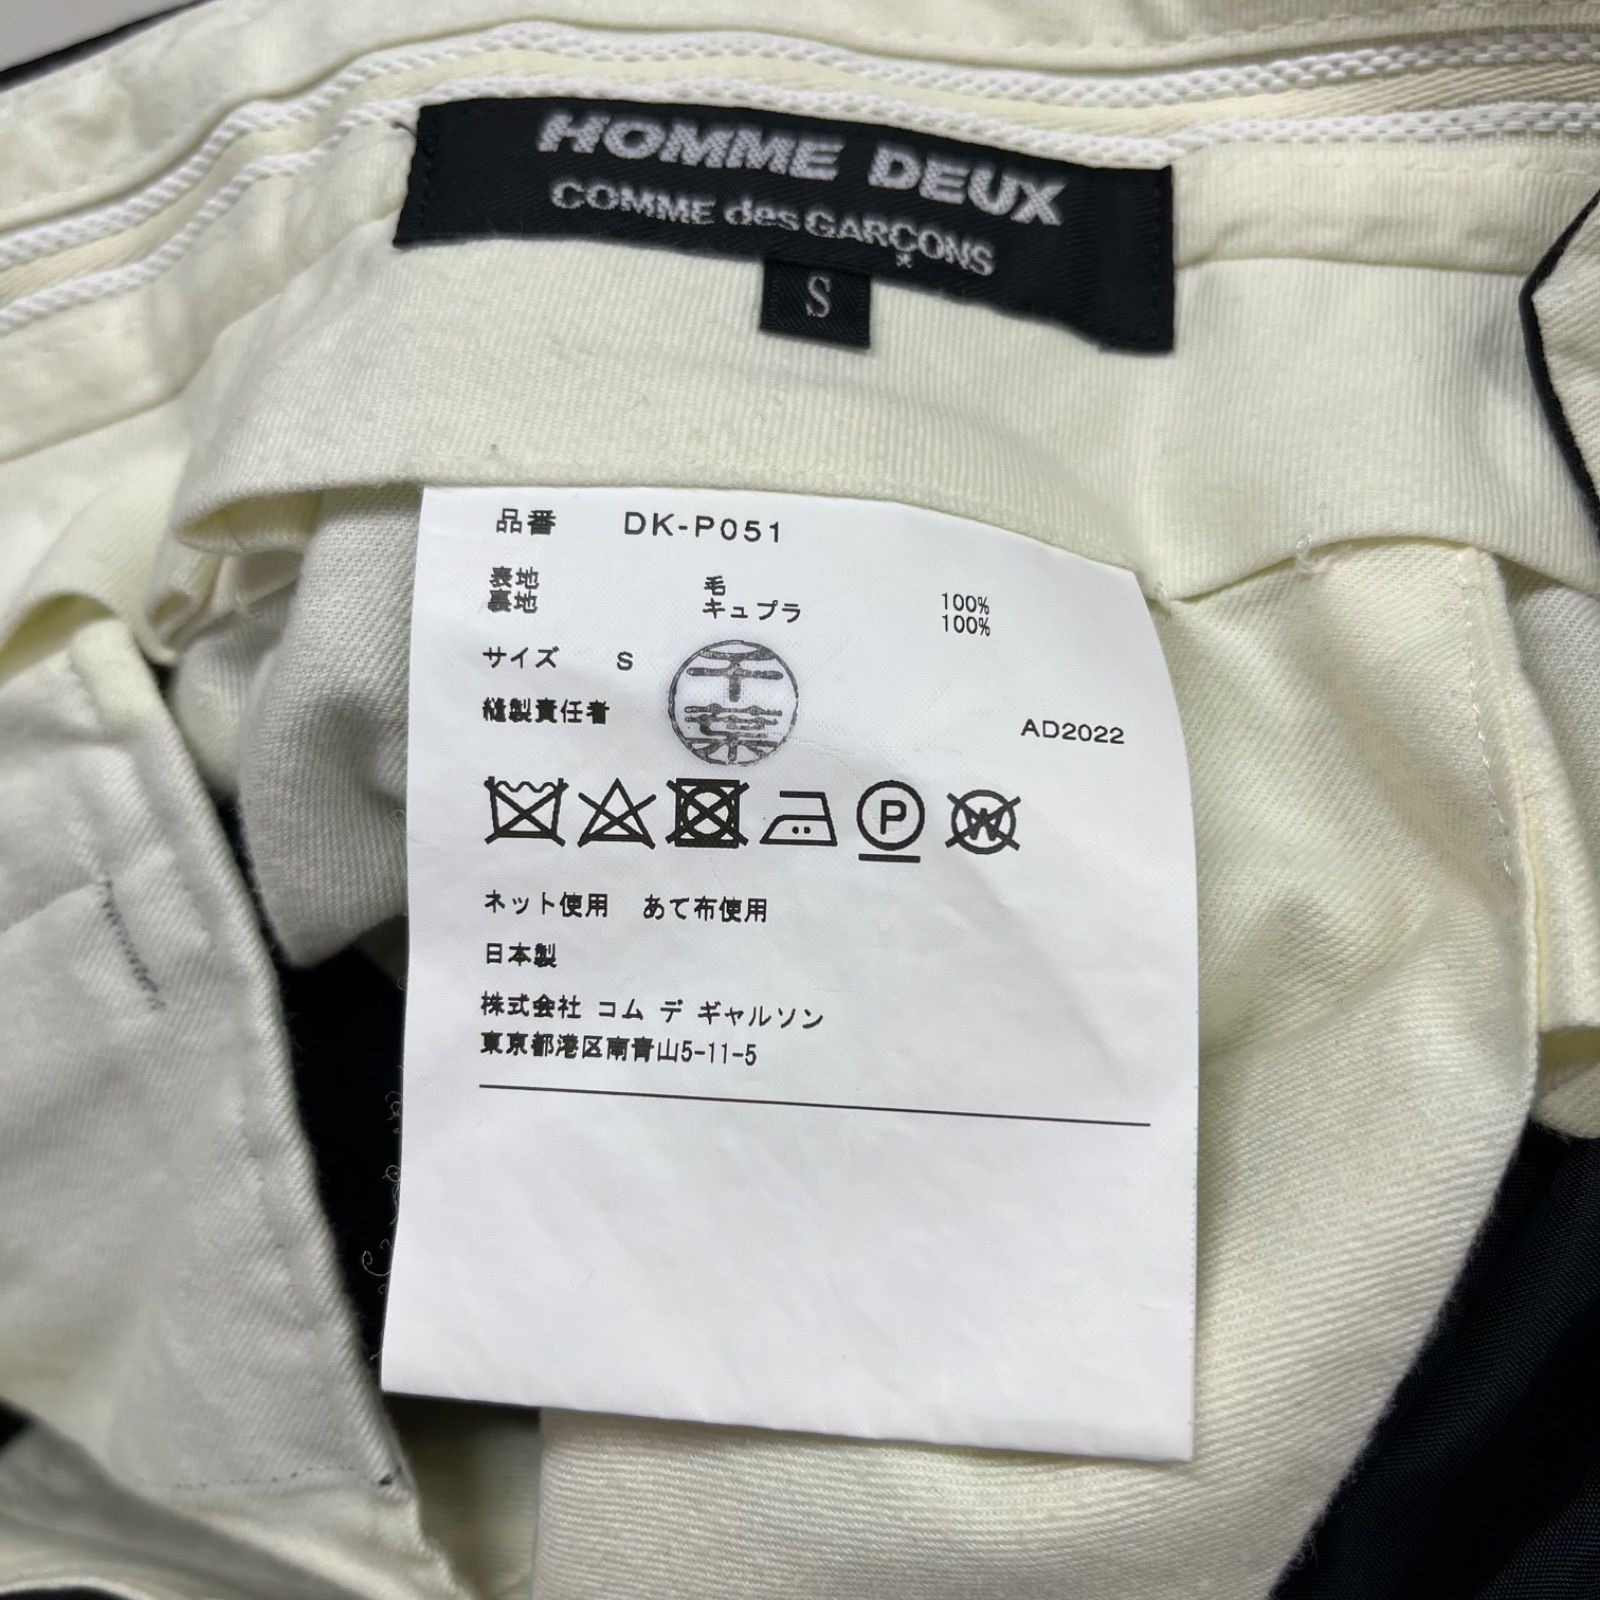 HOMME DEUX
COMME des GARÇONS
S
品番 DK-P051
表地 毛 100%
裏地 キュプラ 100%
サイズ S
千葉
縫製責任者 AD2022
P W
ネット使用 あて布使用
日本製
株式会社 コム デ ギャルソン
東京都港区南青山5-11-5